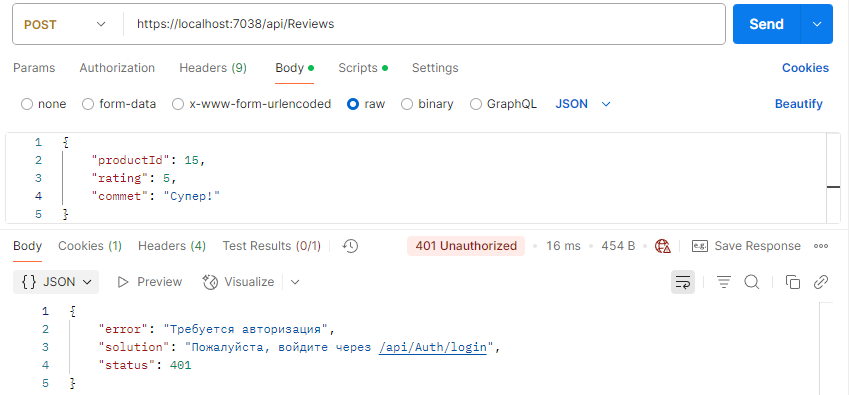 POST https://localhost:7038/api/Reviews Send
Params Authorization Headers (9) Body Scripts Settings Cookies
none form-data x-www-form-urlencoded raw binary GraphQL JSON Beautify
1 {
2 "productId": 15,
3 "rating": 5,
4 "commet": "Супер!"
5 }
Body Cookies (1) Headers (4) Test Results (0/1) 401 Unauthorized • 16 ms • 454 B • e.g. Save Response
{} JSON Preview Visualize
1 {
2 "error": "Требуется авторизация",
3 "solution": "Пожалуйста, войдите через /api/Auth/login",
4 "status": 401
5 }